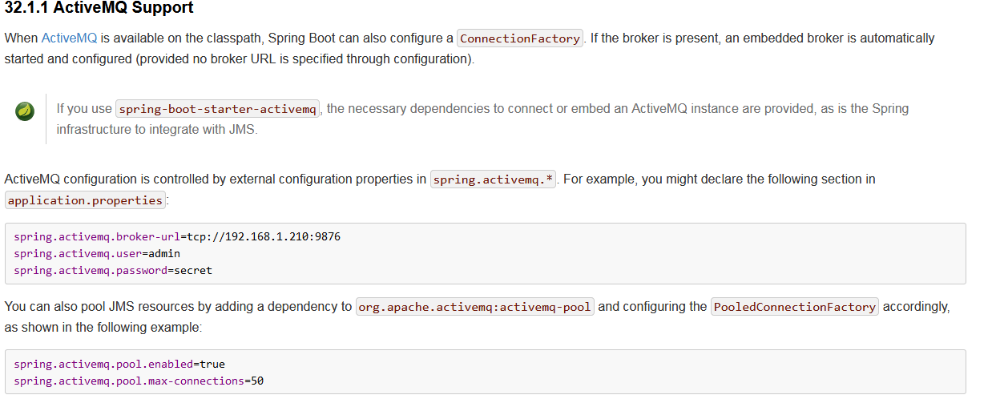 32.1.1 ActiveMQ Support
When ActiveMQ is available on the classpath, Spring Boot can also configure a ConnectionFactory. If the broker is present, an embedded broker is automatically
started and configured (provided no broker URL is specified through configuration).
If you use spring-boot-starter-activemq, the necessary dependencies to connect or embed an ActiveMQ instance are provided, as is the Spring
infrastructure to integrate with JMS.
ActiveMQ configuration is controlled by external configuration properties in spring.activemq.*. For example, you might declare the following section in
application.properties:
spring.activemq.broker-url=tcp://192.168.1.210:9876
spring.activemq.user=admin
spring.activemq.password=secret
You can also pool JMS resources by adding a dependency to org.apache.activemq:activemq-pool and configuring the PooledConnectionFactory accordingly,
as shown in the following example:
spring.activemq.pool.enabled=true
spring.activemq.pool.max-connections=50